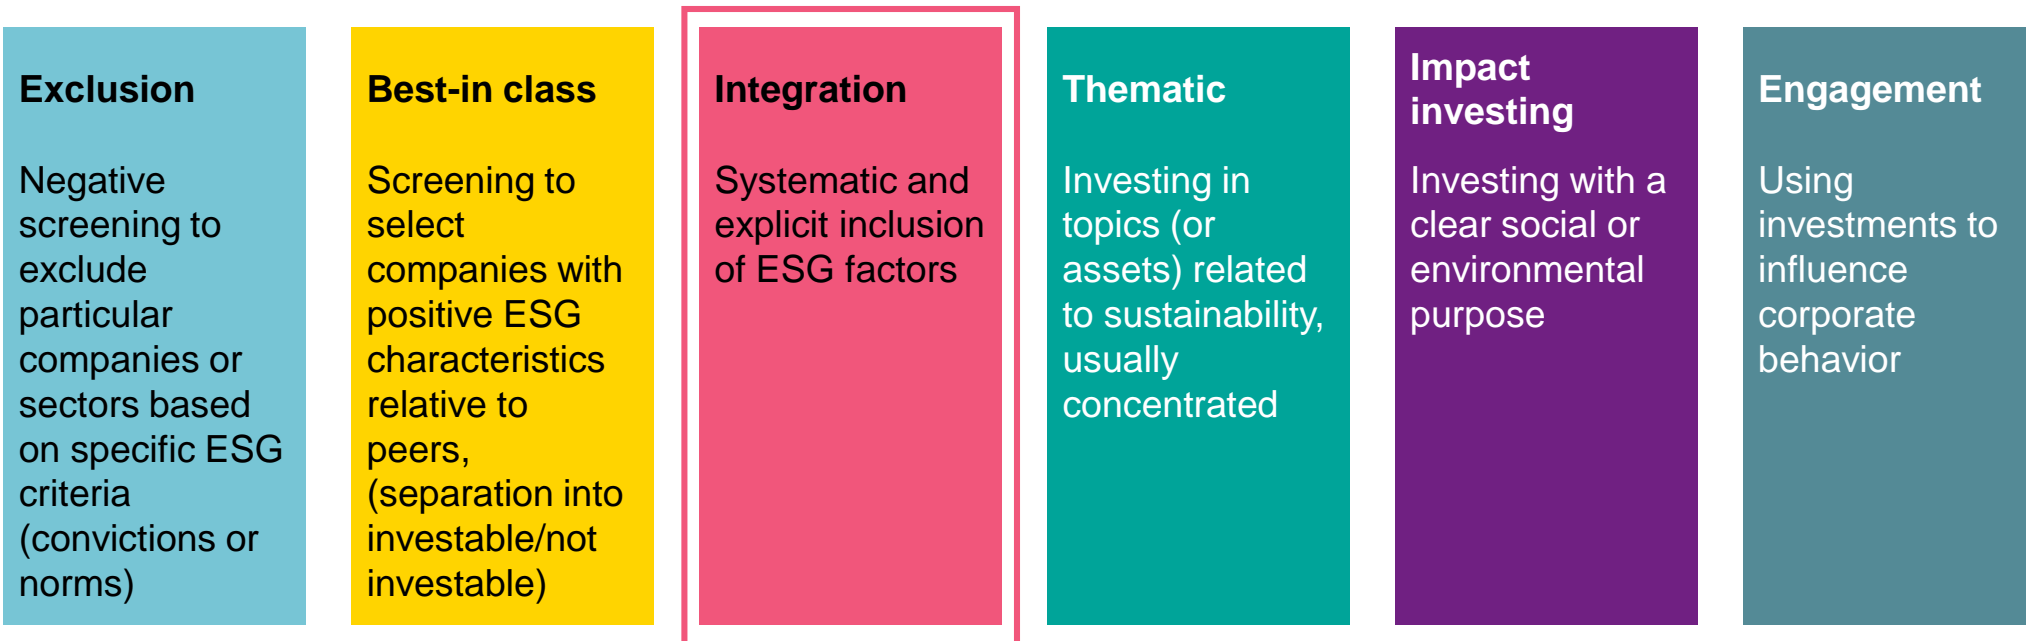 Exclusion
Negative
screening to
exclude
particular
companies or
sectors based
on specific ESG
criteria
(convictions or
norms)
Best-in class
Screening to
select
companies with
positive ESG
characteristics
relative to
peers,
(separation into
investable/not
investable)
Integration
Systematic and
explicit inclusion
of ESG factors
Thematic
Investing in
topics (or
assets) related
to sustainability,
usually
concentrated
Impact
investing
Investing with a
clear social or
environmental
purpose
Engagement
Using
investments to
influence
corporate
behavior